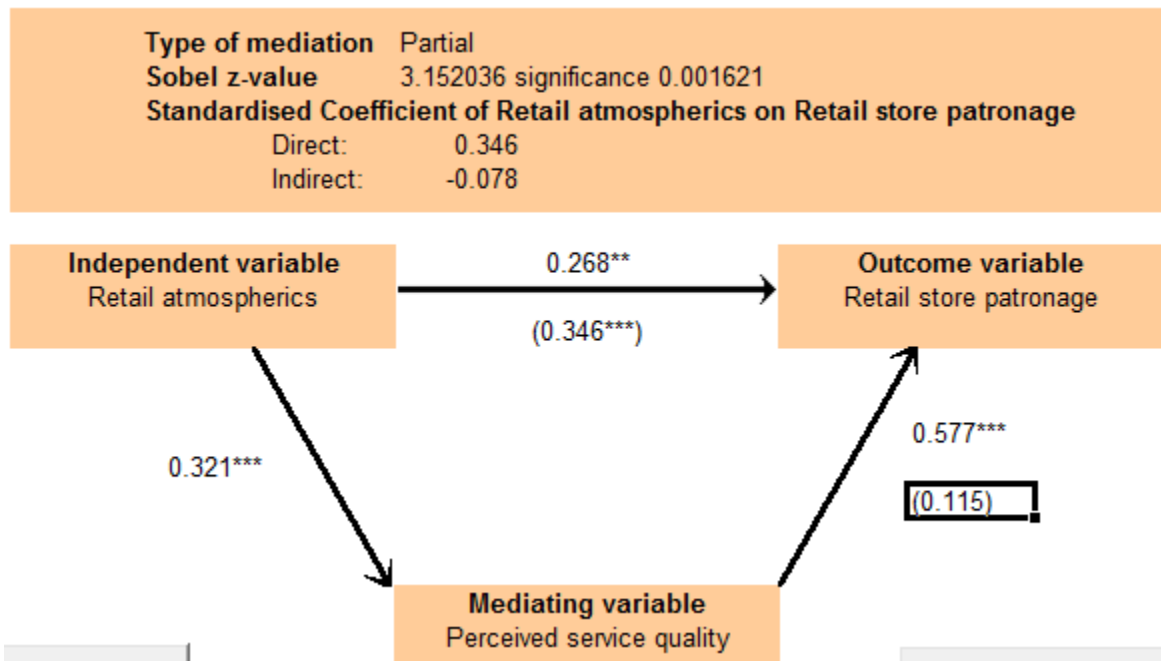 Type of mediation Partial
Sobel z-value 3.152036 significance 0.001621
Standardised Coefficient of Retail atmospherics on Retail store patronage
Direct: 0.346
Indirect: -0.078
Independent variable
Retail atmospherics
0.268**
(0.346***)
Outcome variable
Retail store patronage
0.321***
0.577***
(0.115)
Mediating variable
Perceived service quality